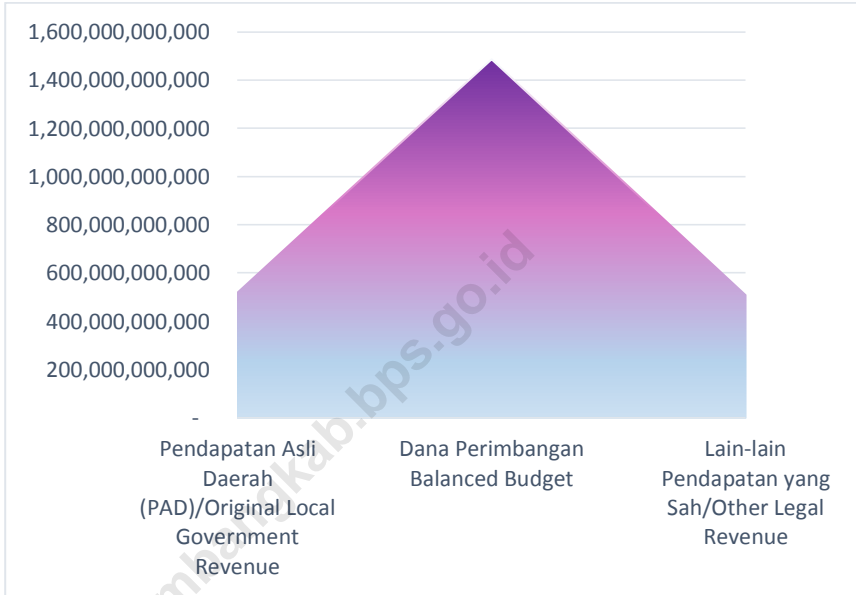 1,600,000,000,000
1,400,000,000,000
1,200,000,000,000
1,000,000,000,000
800,000,000,000
600,000,000,000
400,000,000,000
200,000,000,000
-
Pendapatan Asli
Daerah
(PAD)/Original Local
Government
Revenue
Dana Perimbangan
Balanced Budget
Lain-lain
Pendapatan yang
Sah/Other Legal
Revenue
mbangkab.bps.go.id